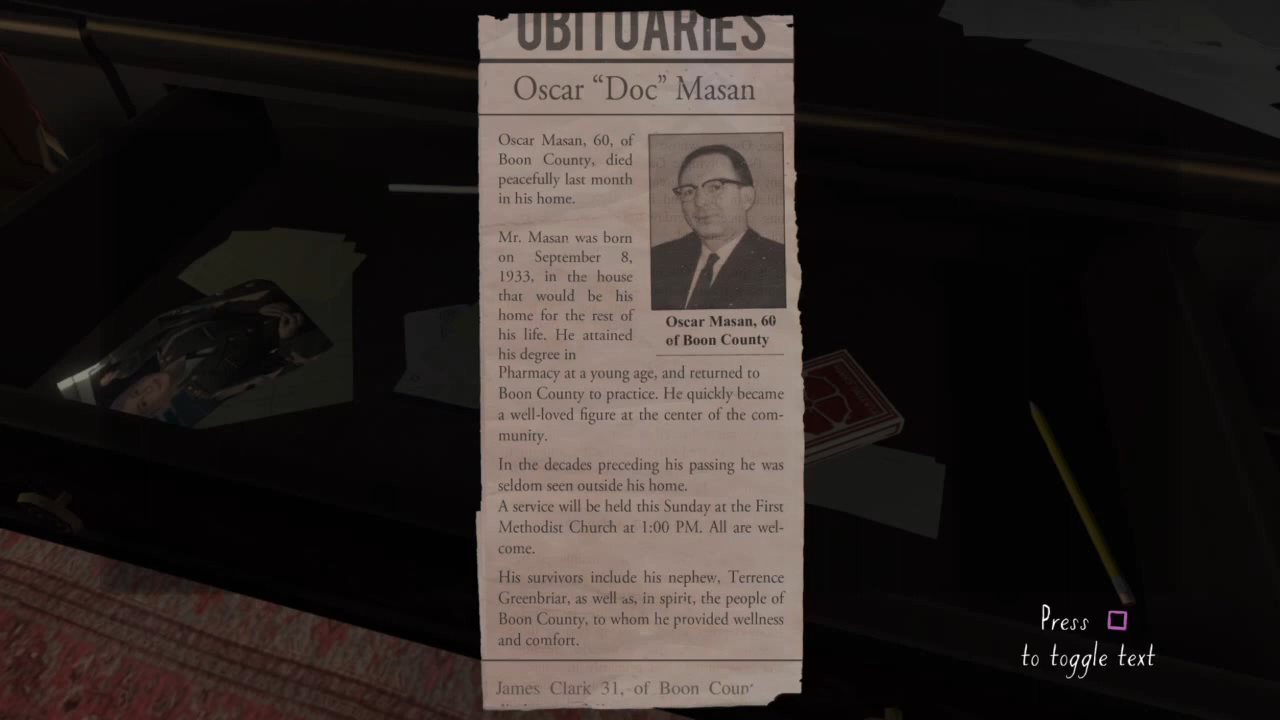 OBITUARIES
Oscar “Doc” Masan
Oscar Masan, 60, of
Boon County, died
peacefully last month
in his home.
Mr. Masan was born
on September 8,
1933, in the house
that would be his
home for the rest of
his life. He attained
his degree in
Oscar Masan, 60
of Boon County
Pharmacy at a young age, and returned to
Boon County to practice. He quickly became
a well-loved figure at the center of the com-
munity.
In the decades preceding his passing he was
seldom seen outside his home.
A service will be held this Sunday at the First
Methodist Church at 1:00 PM. All are wel-
come.
His survivors include his nephew, Terrence
Greenbriar, as well as, in spirit, the people of
Boon County, to whom he provided wellness
and comfort.
James Clark 31, of Boon
Press
to toggle text